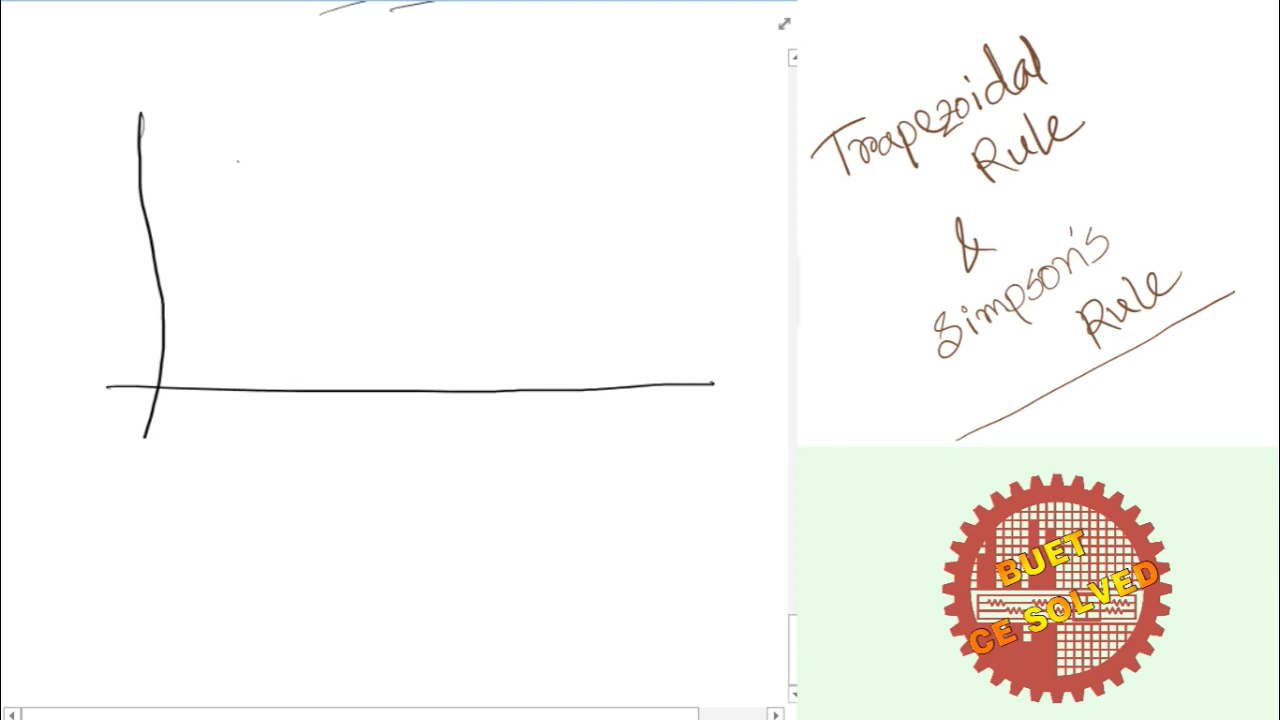 Trapezoidal
Rule
&
Simpson's
Rule
BUET
CE SOLVED